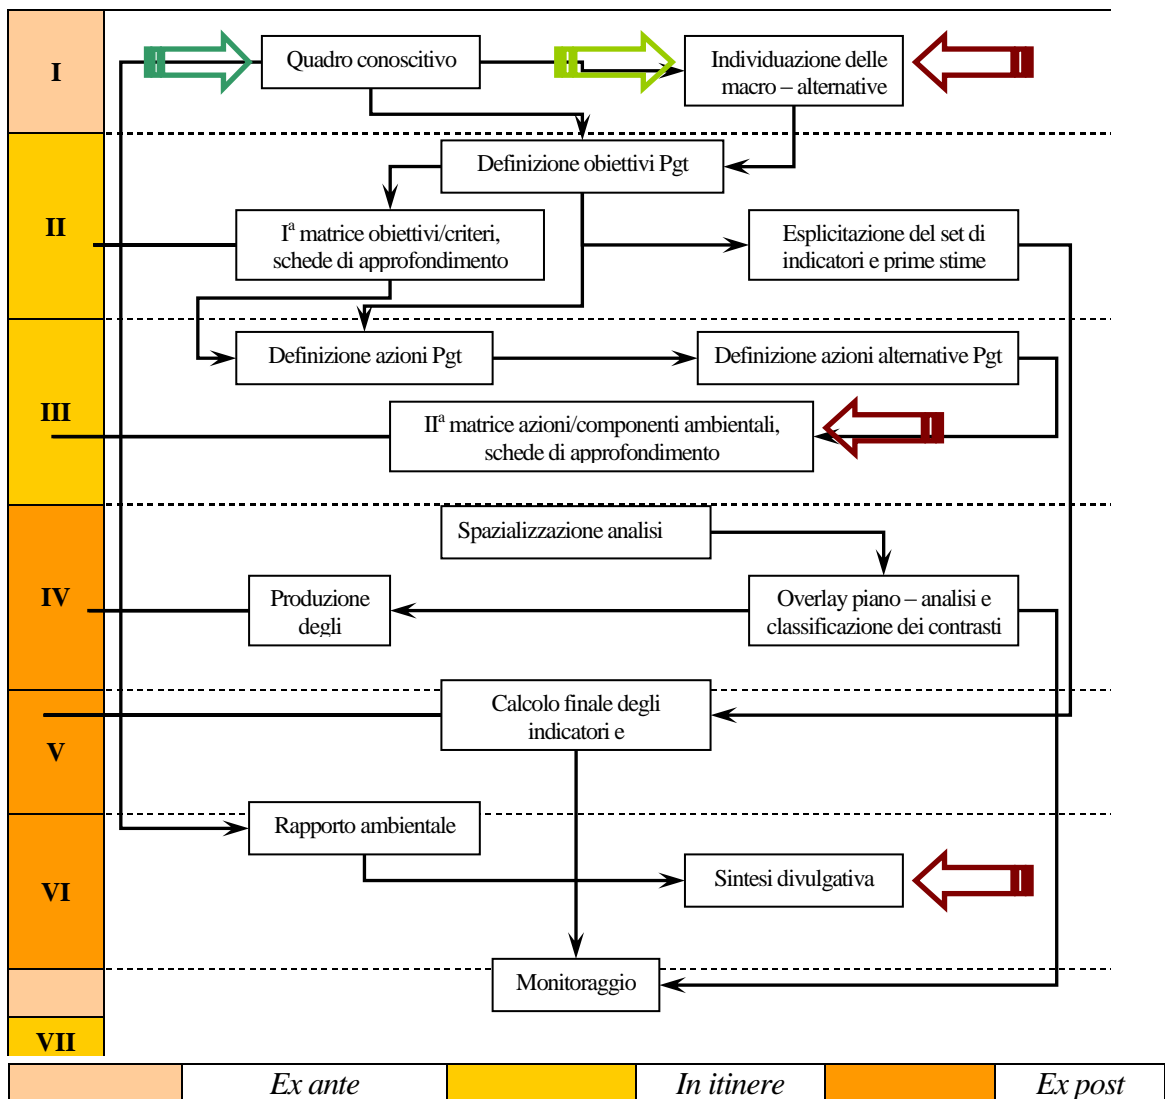 I
Quadro conoscitivo
Individuazione delle
macro – alternative
Definizione obiettivi Pgt
II
Iª matrice obiettivi/criteri,
schede di approfondimento
Esplicitazione del set di
indicatori e prime stime
Definizione azioni Pgt
Definizione azioni alternative Pgt
III
IIª matrice azioni/componenti ambientali,
schede di approfondimento
Spazializzazione analisi
IV
Produzione
degli
Overlay piano – analisi e
classificazione dei contrasti
Calcolo finale degli
indicatori e
V
Rapporto ambientale
VI
Sintesi divulgativa
Monitoraggio
VII
Ex ante
In itinere
Ex post